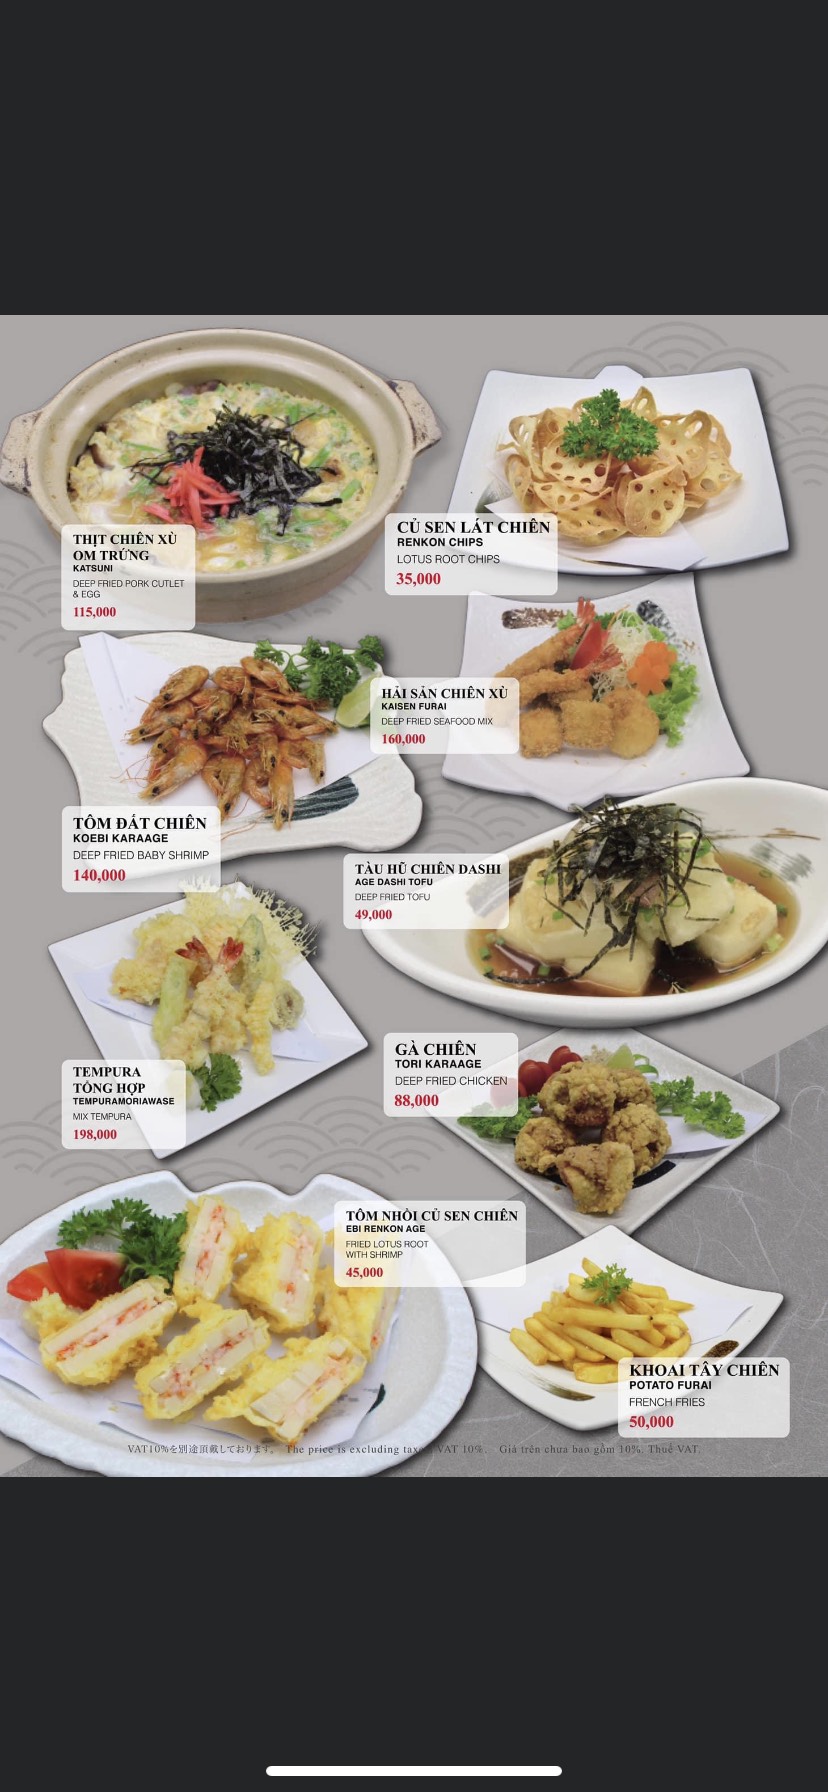 THỊT CHIÊN XÙ
OM TRỨNG
KATSUNI
DEEP FRIED PORK CUTLET
& EGG
115,000
CỦ SEN LÁT CHIÊN
RENKON CHIPS
LOTUS ROOT CHIPS
35,000
HẢI SẢN CHIÊN XÙ
KAISEN FURAI
DEEP FRIED SEAFOOD MIX
160,000
TÔM ĐẤT CHIÊN
KOEBI KARAAGE
DEEP FRIED BABY SHRIMP
140,000
TÀU HŨ CHIÊN DASHI
AGE DASHI TOFU
DEEP FRIED TOFU
49,000
TEMPURA
TỔNG HỢP
TEMPURAMORIAWASE
MIX TEMPURA
198,000
GÀ CHIÊN
TORI KARAAGE
DEEP FRIED CHICKEN
88,000
TÔM NHỒI CỦ SEN CHIÊN
EBI RENKON AGE
FRIED LOTUS ROOT
WITH SHRIMP
45,000
KHOAI TÂY CHIÊN
POTATO FURAI
FRENCH FRIES
50,000
VAT10%を別途頂戴しております。 The price is excluding taxes VAT 10%. Giá trên chưa bao gồm 10% Thuế VAT